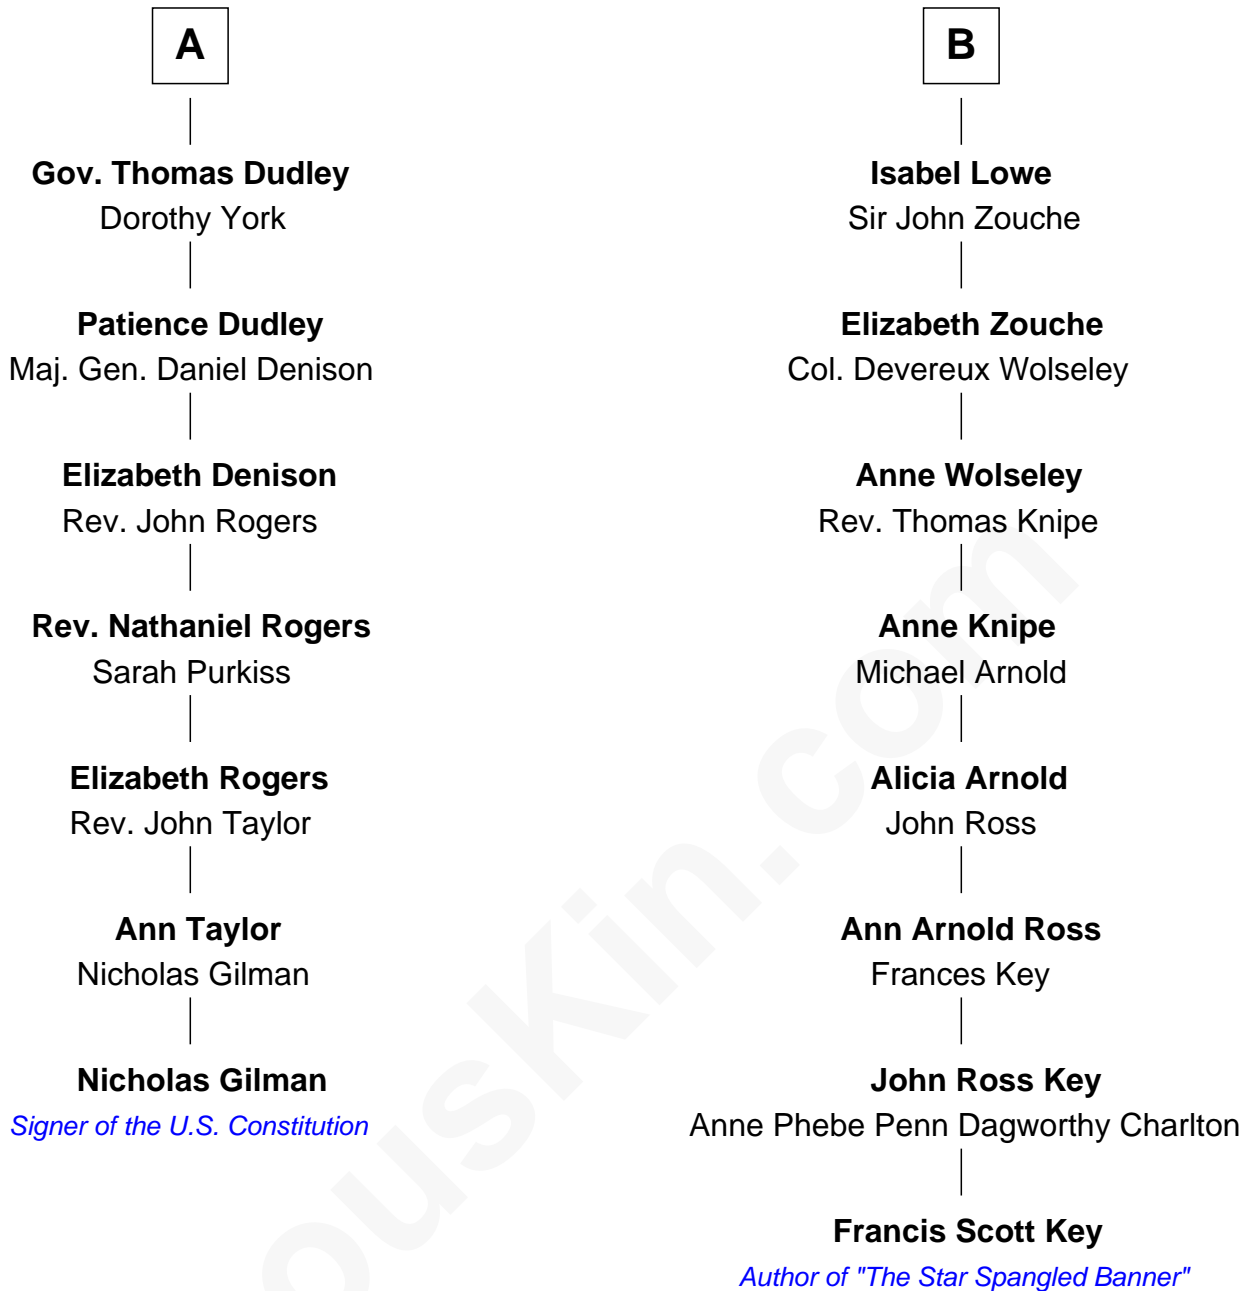 A
Gov. Thomas Dudley
Dorothy York
Patience Dudley
Maj. Gen. Daniel Denison
Elizabeth Denison
Rev. John Rogers
Rev. Nathaniel Rogers
Sarah Purkiss
Elizabeth Rogers
Rev. John Taylor
Ann Taylor
Nicholas Gilman
Nicholas Gilman
Signer of the U.S. Constitution
B
Isabel Lowe
Sir John Zouche
Elizabeth Zouche
Col. Devereux Wolseley
Anne Wolseley
Rev. Thomas Knipe
Anne Knipe
Michael Arnold
Alicia Arnold
John Ross
Ann Arnold Ross
Frances Key
John Ross Key
Anne Phebe Penn Dagworthy Charlton
Francis Scott Key
Author of "The Star Spangled Banner"
ousKin.com